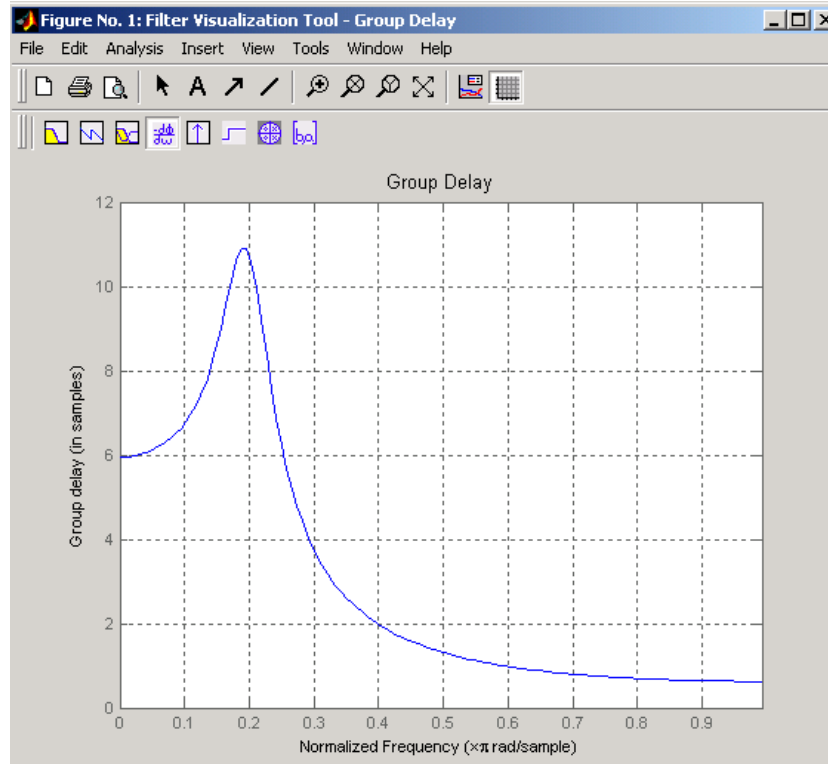 Figure No. 1: Filter Visualization Tool - Group Delay
File Edit Analysis Insert View Tools Window Help
A
-dφ
dω
[b,a]
Group Delay
12
10
8
6
4
2
0
Group delay (in samples)
0 0.1 0.2 0.3 0.4 0.5 0.6 0.7 0.8 0.9
Normalized Frequency (×π rad/sample)